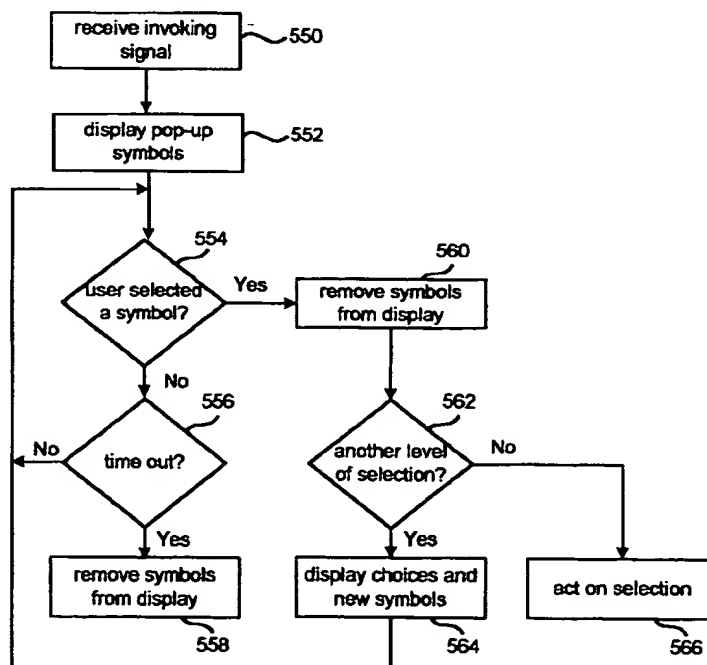 receive invoking
signal
550
display pop-up
symbols
552
554
user selected
a symbol?
Yes
No
560
remove symbols
from display
556
time out?
No
Yes
562
another level
of selection?
No
Yes
remove symbols
from display
558
display choices and
new symbols
564
act on selection
566